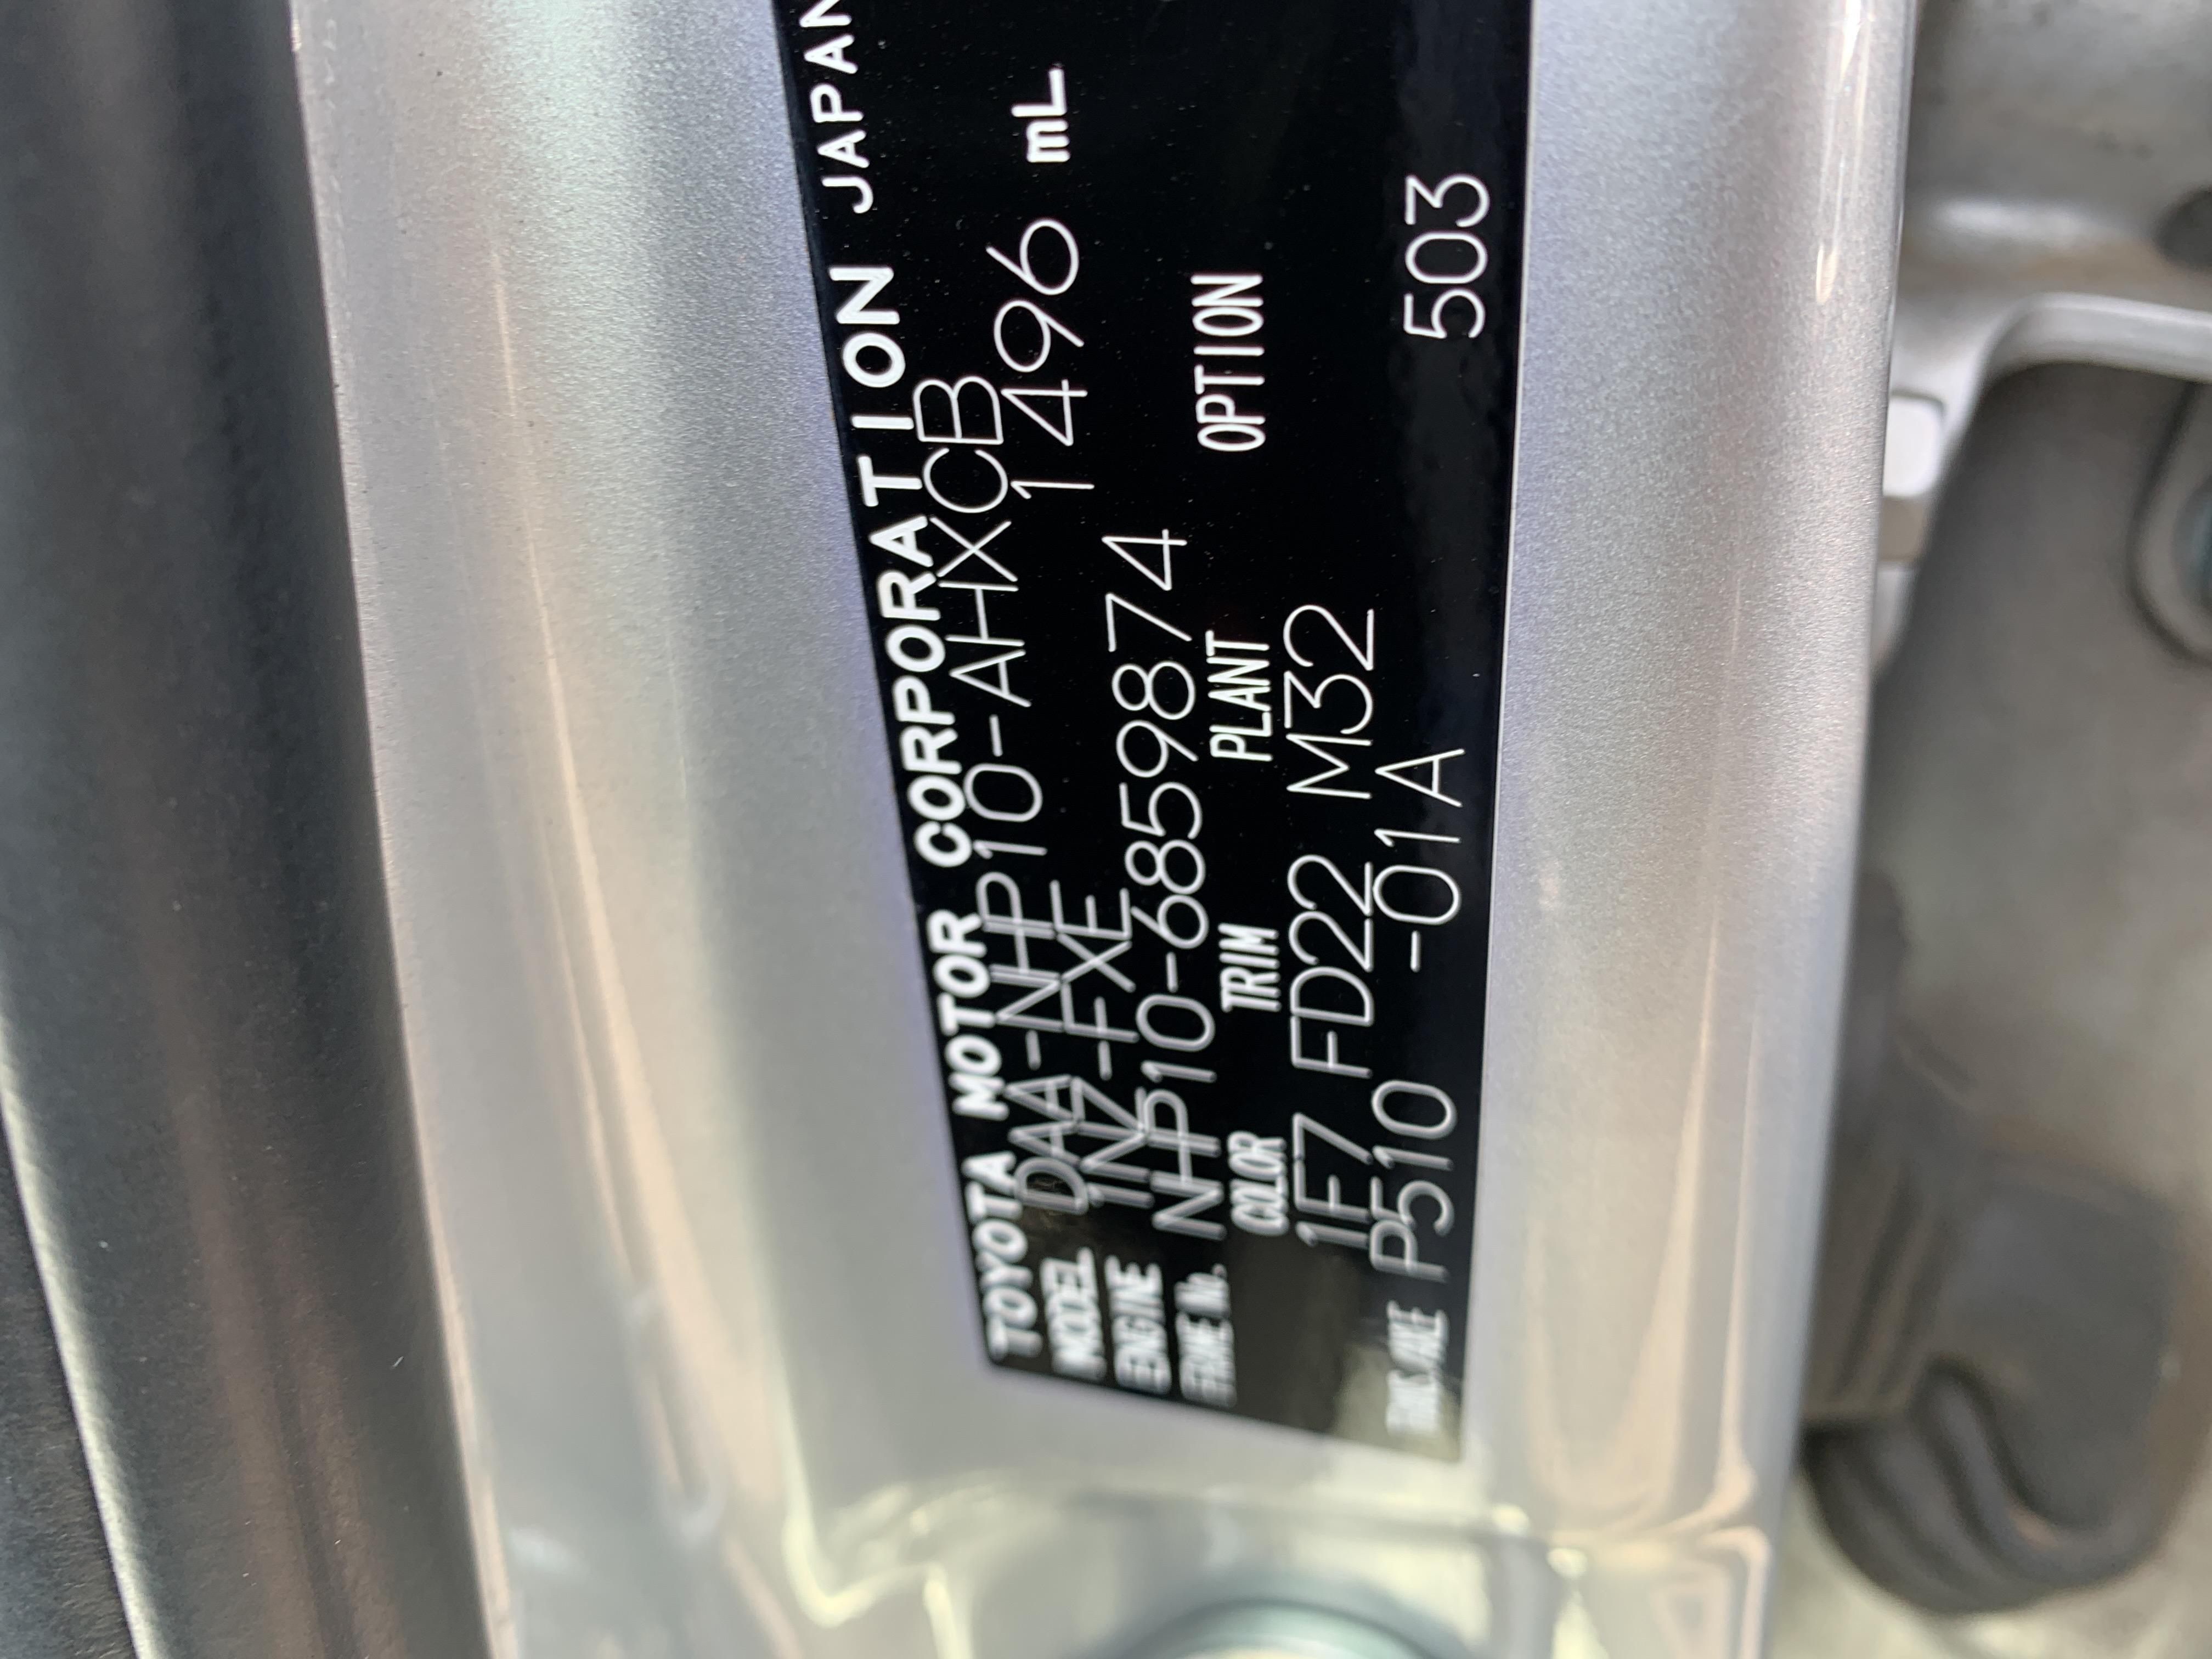 TOYOTA MOTOR CORPORATION JAPAN
MODEL DAA-NHP10-AHXCB
ENGINE 1NZ-FXE 1496 mL
FRAME No. NHP10-6859874
COLOR TRIM PLANT OPTION
1F7 FD22 M32
TRANS/AXLE P510 -01A 503